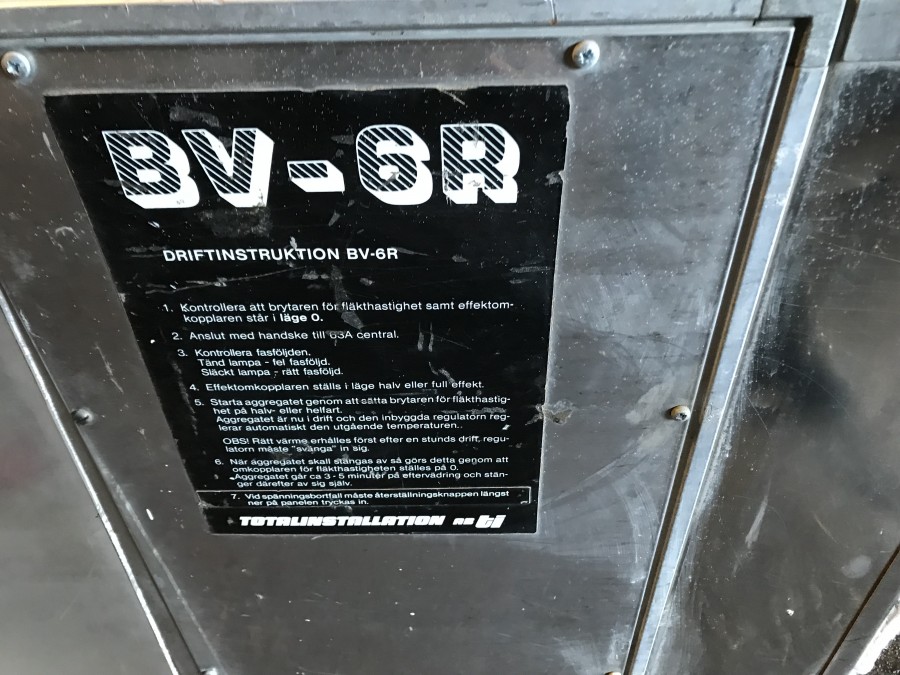 BV-6R
DRIFTINSTRUKTION BV-6R
1. Kontrollera att brytaren för fläkthastighet samt effektom-
kopplaren står i läge 0.
2. Anslut med handske till 63A central.
3. Kontrollera fasföljden.
Tänd lampa - fel fasföljd.
Släckt lampa - rätt fasföljd.
4. Effektomkopplaren ställs i läge halv eller full effekt.
5. Starta aggregatet genom att sätta brytaren för fläkthastig-
het på halv- eller helfart.
Aggregatet är nu i drift och den inbyggda regulatorn reg-
lerar automatiskt den utgående temperaturen.
OBS! Rätt värme erhålles först efter en stunds drift, regu-
latorn måste "svänga" in sig.
6. När aggregatet skall stängas av så görs detta genom att
omkopplaren för fläkthastigheten ställes på 0.
Aggregatet går ca 3 - 5 minuter på eftervädring och stän-
ger därefter av sig själv.
7. Vid spänningsbortfall måste återställningsknappen längst
ner på panelen tryckas in.
TOTALINSTALLATION AB ti